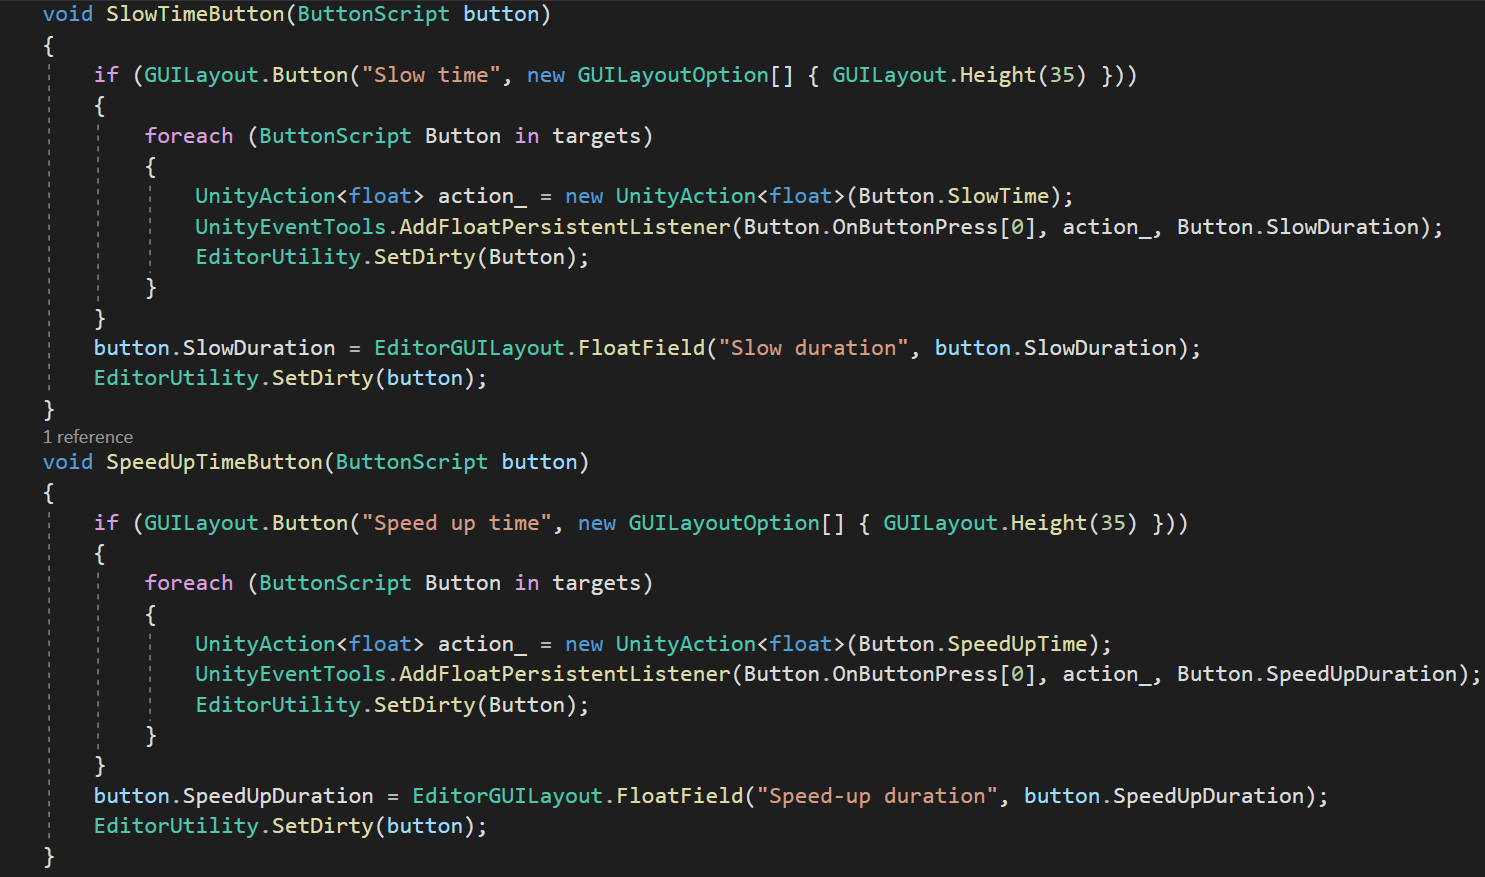 void SlowTimeButton(ButtonScript button)
{
if (GUILayout.Button("Slow time", new GUILayoutOption[] { GUILayout.Height(35) }))
{
foreach (ButtonScript Button in targets)
{
UnityAction<float> action_ = new UnityAction<float>(Button.SlowTime);
UnityEventTools.AddFloatPersistentListener(Button.OnButtonPress[0], action_, Button.SlowDuration);
EditorUtility.SetDirty(Button);
}
}
button.SlowDuration = EditorGUILayout.FloatField("Slow duration", button.SlowDuration);
EditorUtility.SetDirty(button);
}
1 reference
void SpeedUpTimeButton(ButtonScript button)
{
if (GUILayout.Button("Speed up time", new GUILayoutOption[] { GUILayout.Height(35) }))
{
foreach (ButtonScript Button in targets)
{
UnityAction<float> action_ = new UnityAction<float>(Button.SpeedUpTime);
UnityEventTools.AddFloatPersistentListener(Button.OnButtonPress[0], action_, Button.SpeedUpDuration);
EditorUtility.SetDirty(Button);
}
}
button.SpeedUpDuration = EditorGUILayout.FloatField("Speed-up duration", button.SpeedUpDuration);
EditorUtility.SetDirty(button);
}